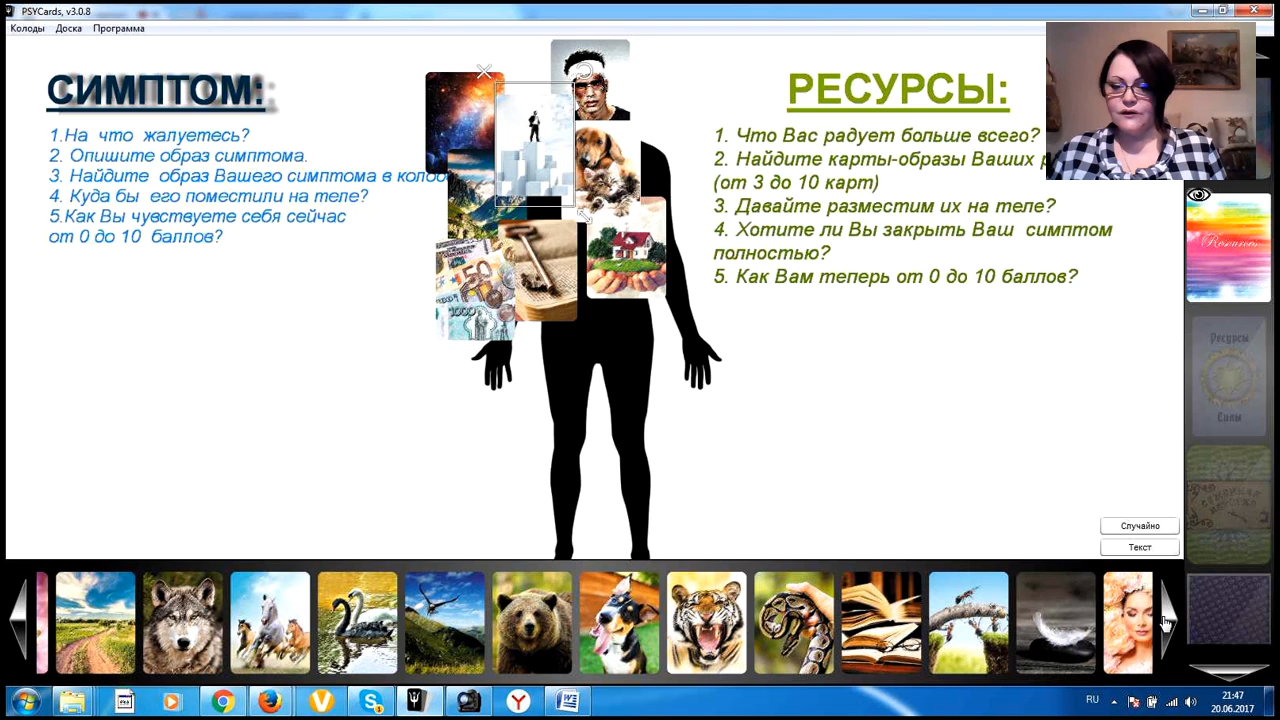 PSYCards, v3.0.8
Колоды Доска Программа
СИМПТОМ:
1.На что жалуетесь?
2. Опишите образ симптома.
3. Найдите образ Вашего симптома в коло
4. Куда бы его поместили на теле?
5.Как Вы чувствуете себя сейчас
от 0 до 10 баллов?
РЕСУРСЫ:
1. Что Вас радует больше всего?
2. Найдите карты-образы Ваших
(от 3 до 10 карт)
3. Давайте разместим их на теле?
4. Хотите ли Вы закрыть Ваш симптом
полностью?
5. Как Вам теперь от 0 до 10 баллов?
Resources
Ресурсы
Силы
50
1000
Случайно
Текст
RU
21:47
20.06.2017